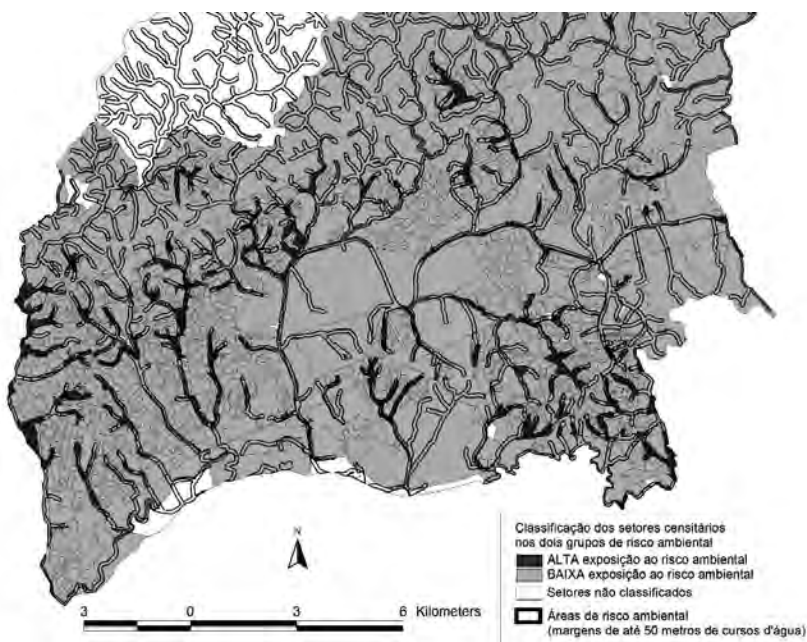 N
3 0 3 6 Kilometers
Classificação dos setores censitários
nos dois grupos de risco ambiental
ALTA exposição ao risco ambiental
BAIXA exposição ao risco ambiental
Setores não classificados
Áreas de risco ambiental
(margens de até 50 metros de cursos d'água)